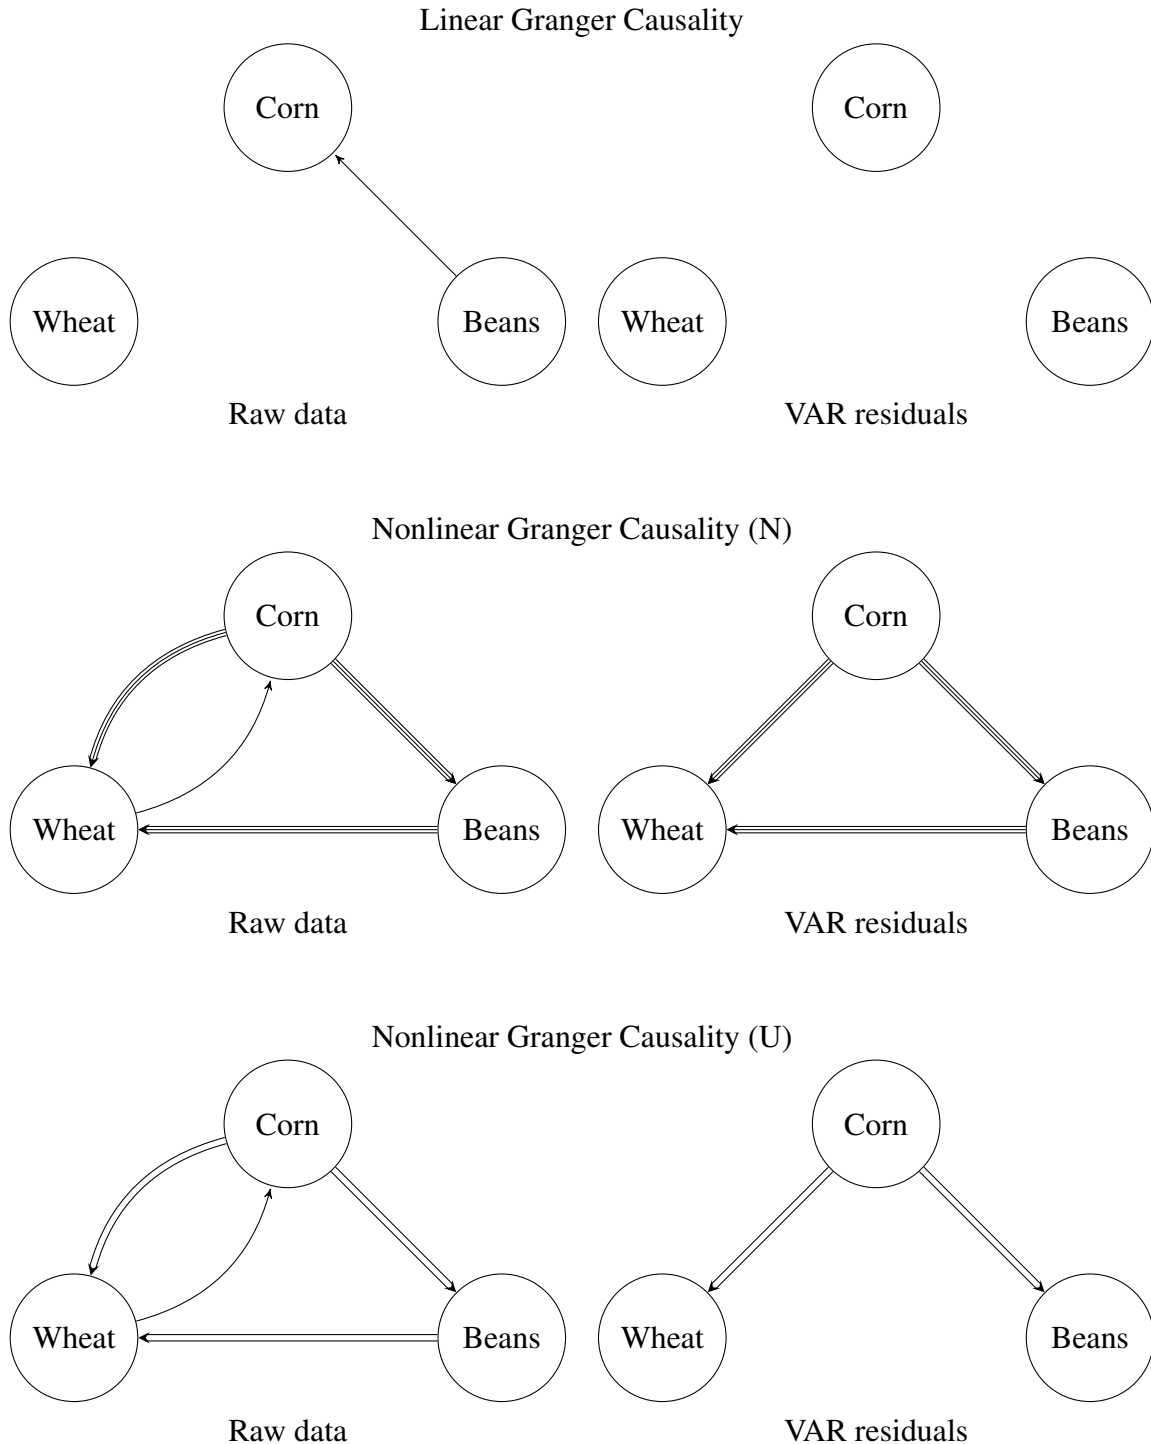 Linear Granger Causality
Corn
Corn
Wheat
Beans
Wheat
Beans
Raw data
VAR residuals
Nonlinear Granger Causality (N)
Corn
Corn
Wheat
Beans
Wheat
Beans
Raw data
VAR residuals
Nonlinear Granger Causality (U)
Corn
Corn
Wheat
Beans
Wheat
Beans
Raw data
VAR residuals